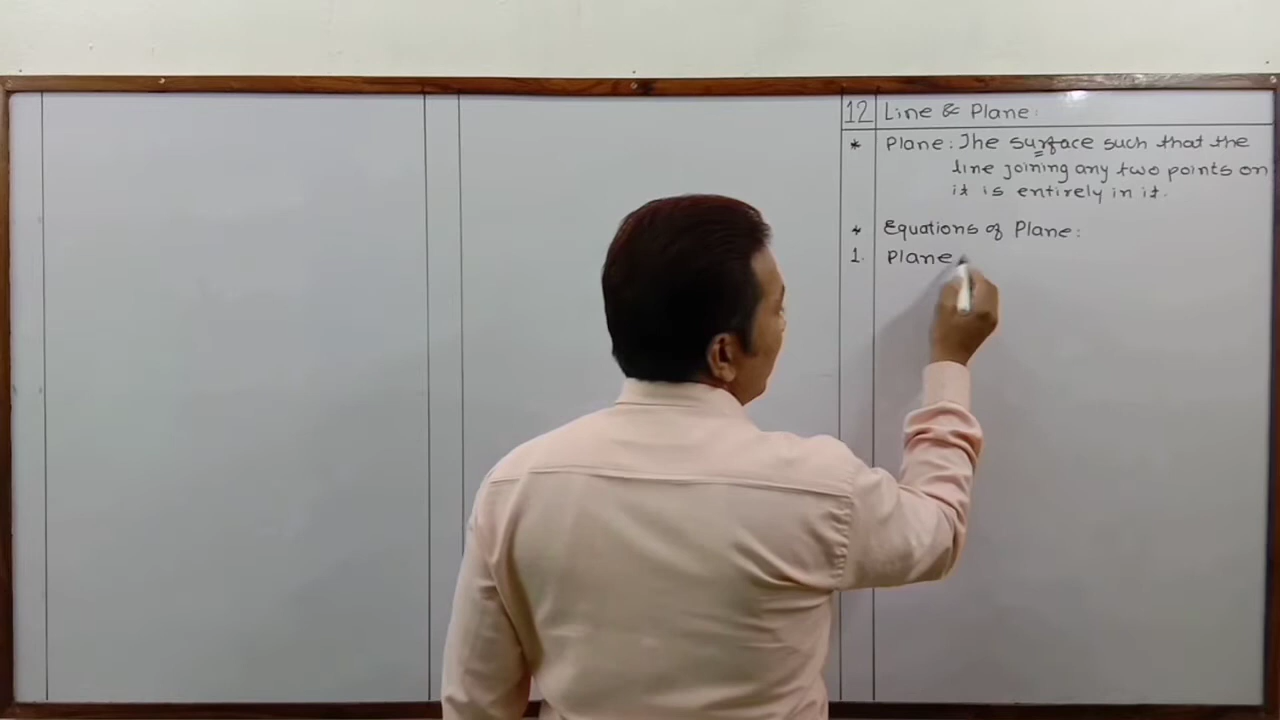 12 Line & Plane:
* Plane: The surface such that the
line joining any two points on
it is entirely in it.
* Equations of Plane:
1. Plane